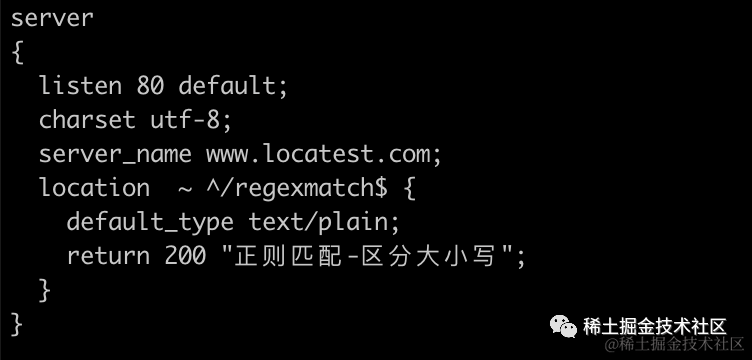 server
{
  listen 80 default;
  charset utf-8;
  server_name www.locatest.com;
  location  ~ ^/regexmatch$ {
    default_type text/plain;
    return 200 "正则匹配-区分大小写";
  }
}
稀土掘金技术社区
@稀土掘金技术社区